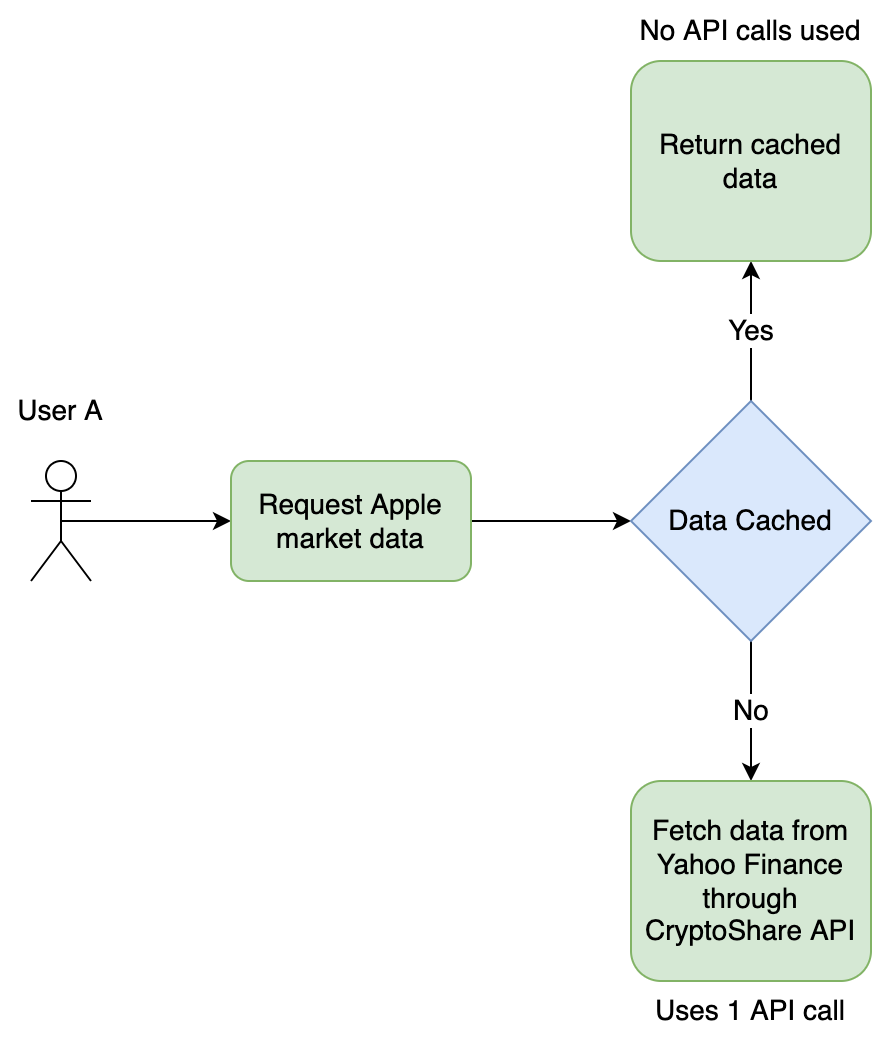 No API calls used
Return cached
data
Yes
User A
Request Apple
market data
Data Cached
No
Fetch data from
Yahoo Finance
through
CryptoShare API
Uses 1 API call